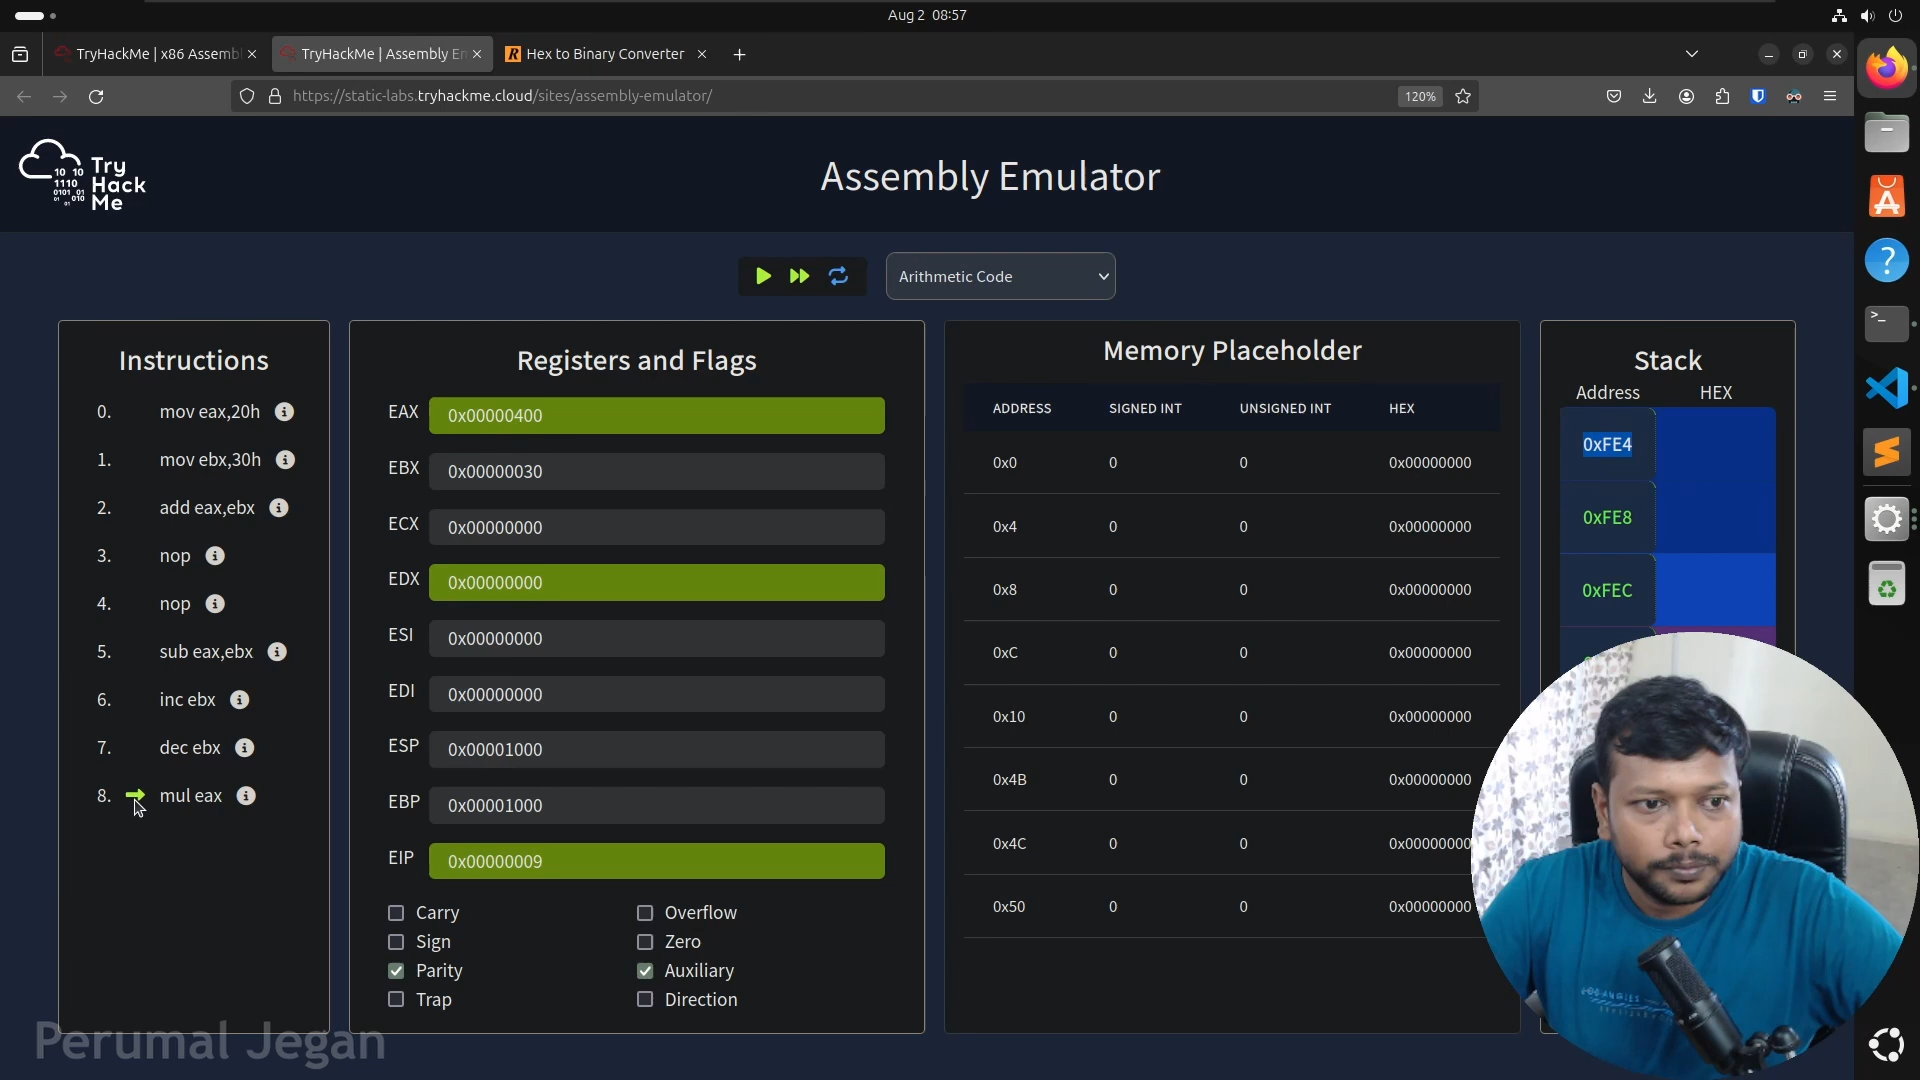 Aug 2 08:57
TryHackMe | x86 Assemb
TryHackMe | Assembly Em
Hex to Binary Converter
https://static-labs.tryhackme.cloud/sites/assembly-emulator/
120%
Try
Hack
Me
Assembly Emulator
Arithmetic Code
Instructions
0. mov eax,20h
1. mov ebx,30h
2. add eax,ebx
3. nop
4. nop
5. sub eax,ebx
6. inc ebx
7. dec ebx
8. mul eax
Registers and Flags
EAX 0x00000400
EBX 0x00000030
ECX 0x00000000
EDX 0x00000000
ESI 0x00000000
EDI 0x00000000
ESP 0x00001000
EBP 0x00001000
EIP 0x00000009
Carry Overflow
Sign Zero
Parity Auxiliary
Trap Direction
Memory Placeholder
ADDRESS SIGNED INT UNSIGNED INT HEX
0x0 0 0 0x00000000
0x4 0 0 0x00000000
0x8 0 0 0x00000000
0xC 0 0 0x00000000
0x10 0 0 0x00000000
0x4B 0 0 0x00000000
0x4C 0 0 0x00000000
0x50 0 0 0x00000000
Stack
Address HEX
0xFE4
0xFE8
0xFEC
Perumal Jegan